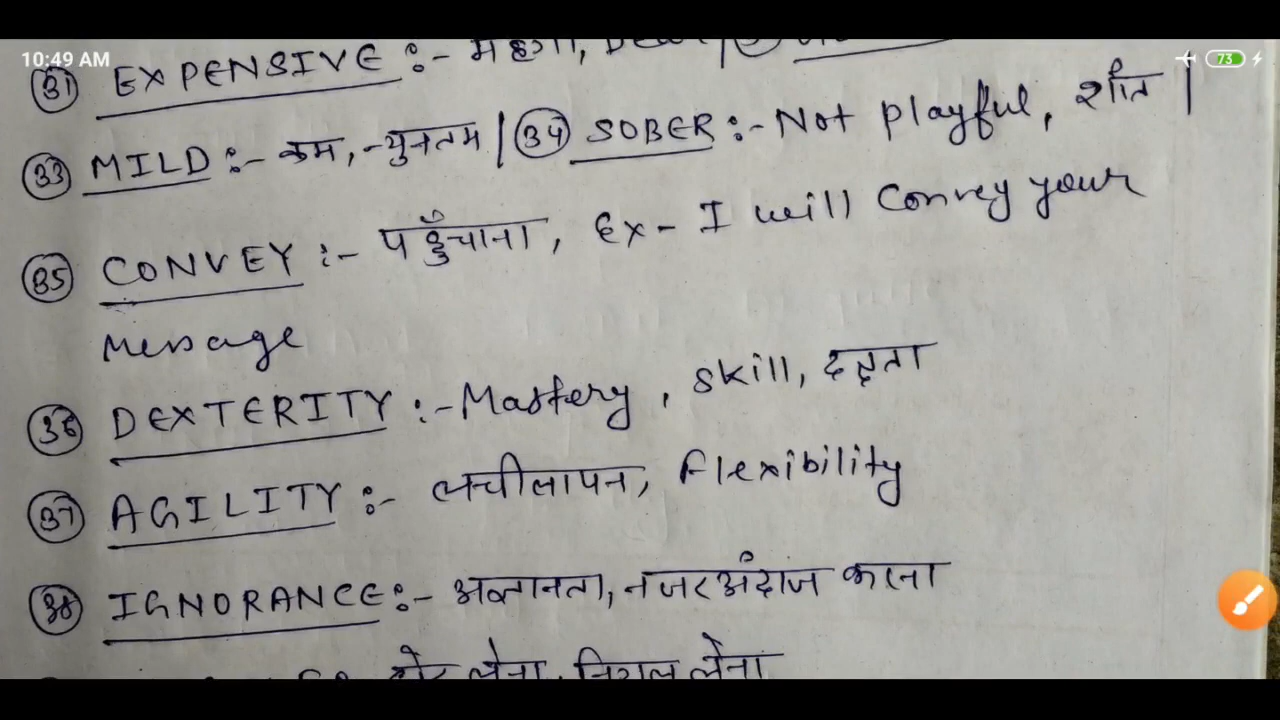 10:49 AM 73
31 EXPENSIVE :- महंगा,
33 MILD :- कम, न्युनतम | 34 SOBER :- Not playful, शांत |
35 CONVEY :- पहुँचाना, Ex- I will convey your
message
36 DEXTERITY :- Mastery, skill, दक्षता
37 AGILITY :- लचीलापन, Flexibility
38 IGNORANCE :- अज्ञानता, नजरअंदाज करना
लेना, निगल लेना